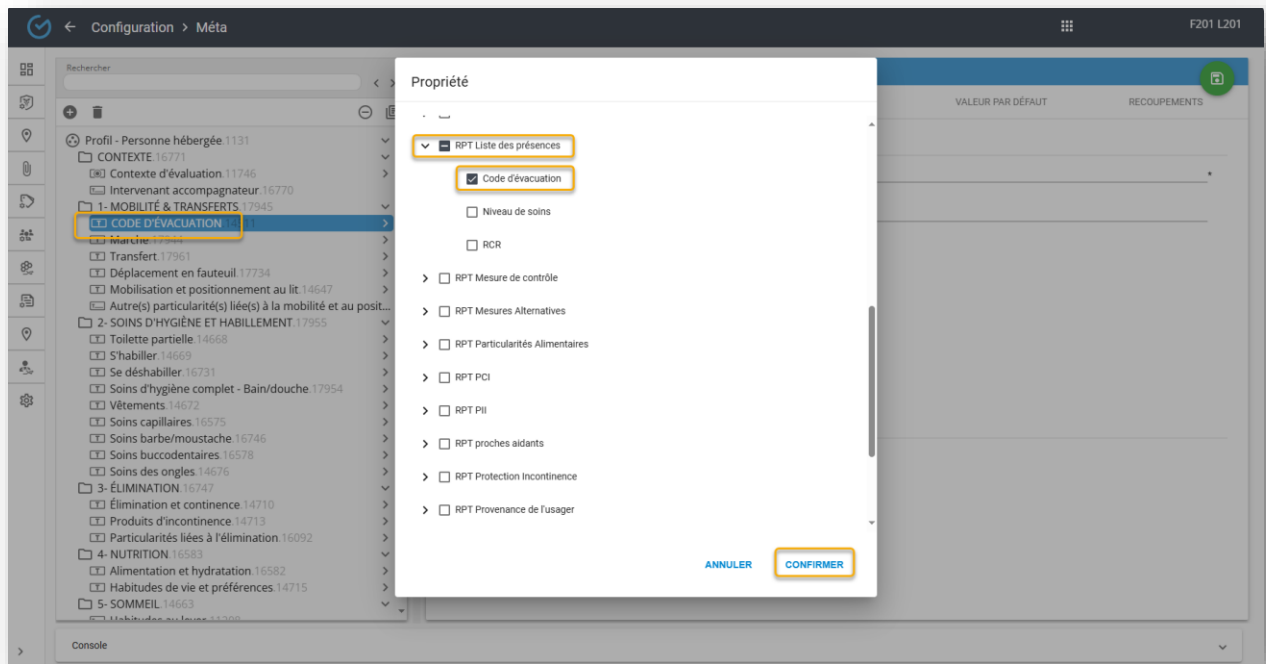 Configuration > Méta
F201 L201
Rechercher
Profil - Personne hébergée.1131
CONTEXTE.16771
Contexte d'évaluation.11746
Intervenant accompagnateur.16770
1- MOBILITÉ & TRANSFERTS.17945
CODE D'ÉVACUATION
Marche.17944
Transfert.17961
Déplacement en fauteuil.17734
Mobilisation et positionnement au lit.14647
Autre(s) particularité(s) liée(s) à la mobilité et au posit...
2- SOINS D'HYGIÈNE ET HABILLEMENT.17955
Toilette partielle.14668
S'habiller.14669
Se déshabiller.16731
Soins d'hygiène complet - Bain/douche.17954
Vêtements.14672
Soins capillaires.16575
Soins barbe/moustache.16746
Soins buccodentaires.16578
Soins des ongles.14676
3- ÉLIMINATION.16747
Élimination et continence.14710
Produits d'incontinence.14713
Particularités liées à l'élimination.16092
4- NUTRITION.16583
Alimentation et hydratation.16582
Habitudes de vie et préférences.14715
5- SOMMEIL.14663
Habitudes au lever
Propriété
RPT Liste des présences
Code d'évacuation
Niveau de soins
RCR
RPT Mesure de contrôle
RPT Mesures Alternatives
RPT Particularités Alimentaires
RPT PCI
RPT PII
RPT proches aidants
RPT Protection Incontinence
RPT Provenance de l'usager
ANNULER CONFIRMER
VALEUR PAR DÉFAUT RECOUPEMENTS
*
Console